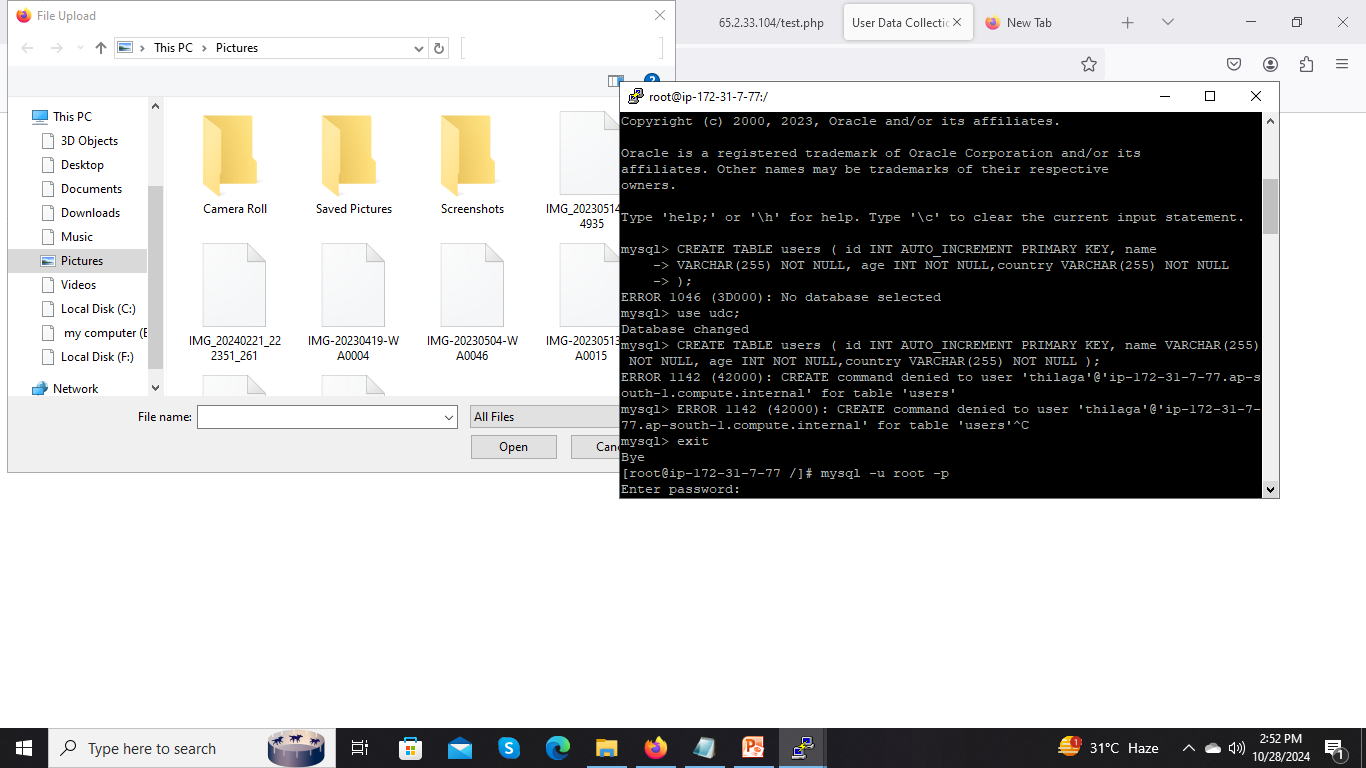 File Upload
65.2.33.104/test.php
User Data Collectic
New Tab
This PC
Pictures
This PC
3D Objects
Desktop
Documents
Downloads
Music
Pictures
Videos
Local Disk (C:)
my computer (E
Local Disk (F:)
Network
Camera Roll
Saved Pictures
Screenshots
IMG_20230514
4935
IMG_20240221_22
2351_261
IMG-20230419-W
A0004
IMG-20230504-W
A0046
IMG-20230513
A0015
File name:
All Files
Open
Can
root@ip-172-31-7-77:/
Copyright (c) 2000, 2023, Oracle and/or its affiliates.
Oracle is a registered trademark of Oracle Corporation and/or its
affiliates. Other names may be trademarks of their respective
owners.
Type 'help;' or '\h' for help. Type '\c' to clear the current input statement.
mysql> CREATE TABLE users ( id INT AUTO_INCREMENT PRIMARY KEY, name
-> VARCHAR(255) NOT NULL, age INT NOT NULL,country VARCHAR(255) NOT NULL
-> );
ERROR 1046 (3D000): No database selected
mysql> use udc;
Database changed
mysql> CREATE TABLE users ( id INT AUTO_INCREMENT PRIMARY KEY, name VARCHAR(255)
NOT NULL, age INT NOT NULL,country VARCHAR(255) NOT NULL );
ERROR 1142 (42000): CREATE command denied to user 'thilaga'@'ip-172-31-7-77.ap-s
outh-1.compute.internal' for table 'users'
mysql> ERROR 1142 (42000): CREATE command denied to user 'thilaga'@'ip-172-31-7-
77.ap-south-1.compute.internal' for table 'users'^C
mysql> exit
Bye
[root@ip-172-31-7-77 /]# mysql -u root -p
Enter password:
Type here to search
31°C Haze
2:52 PM
10/28/2024